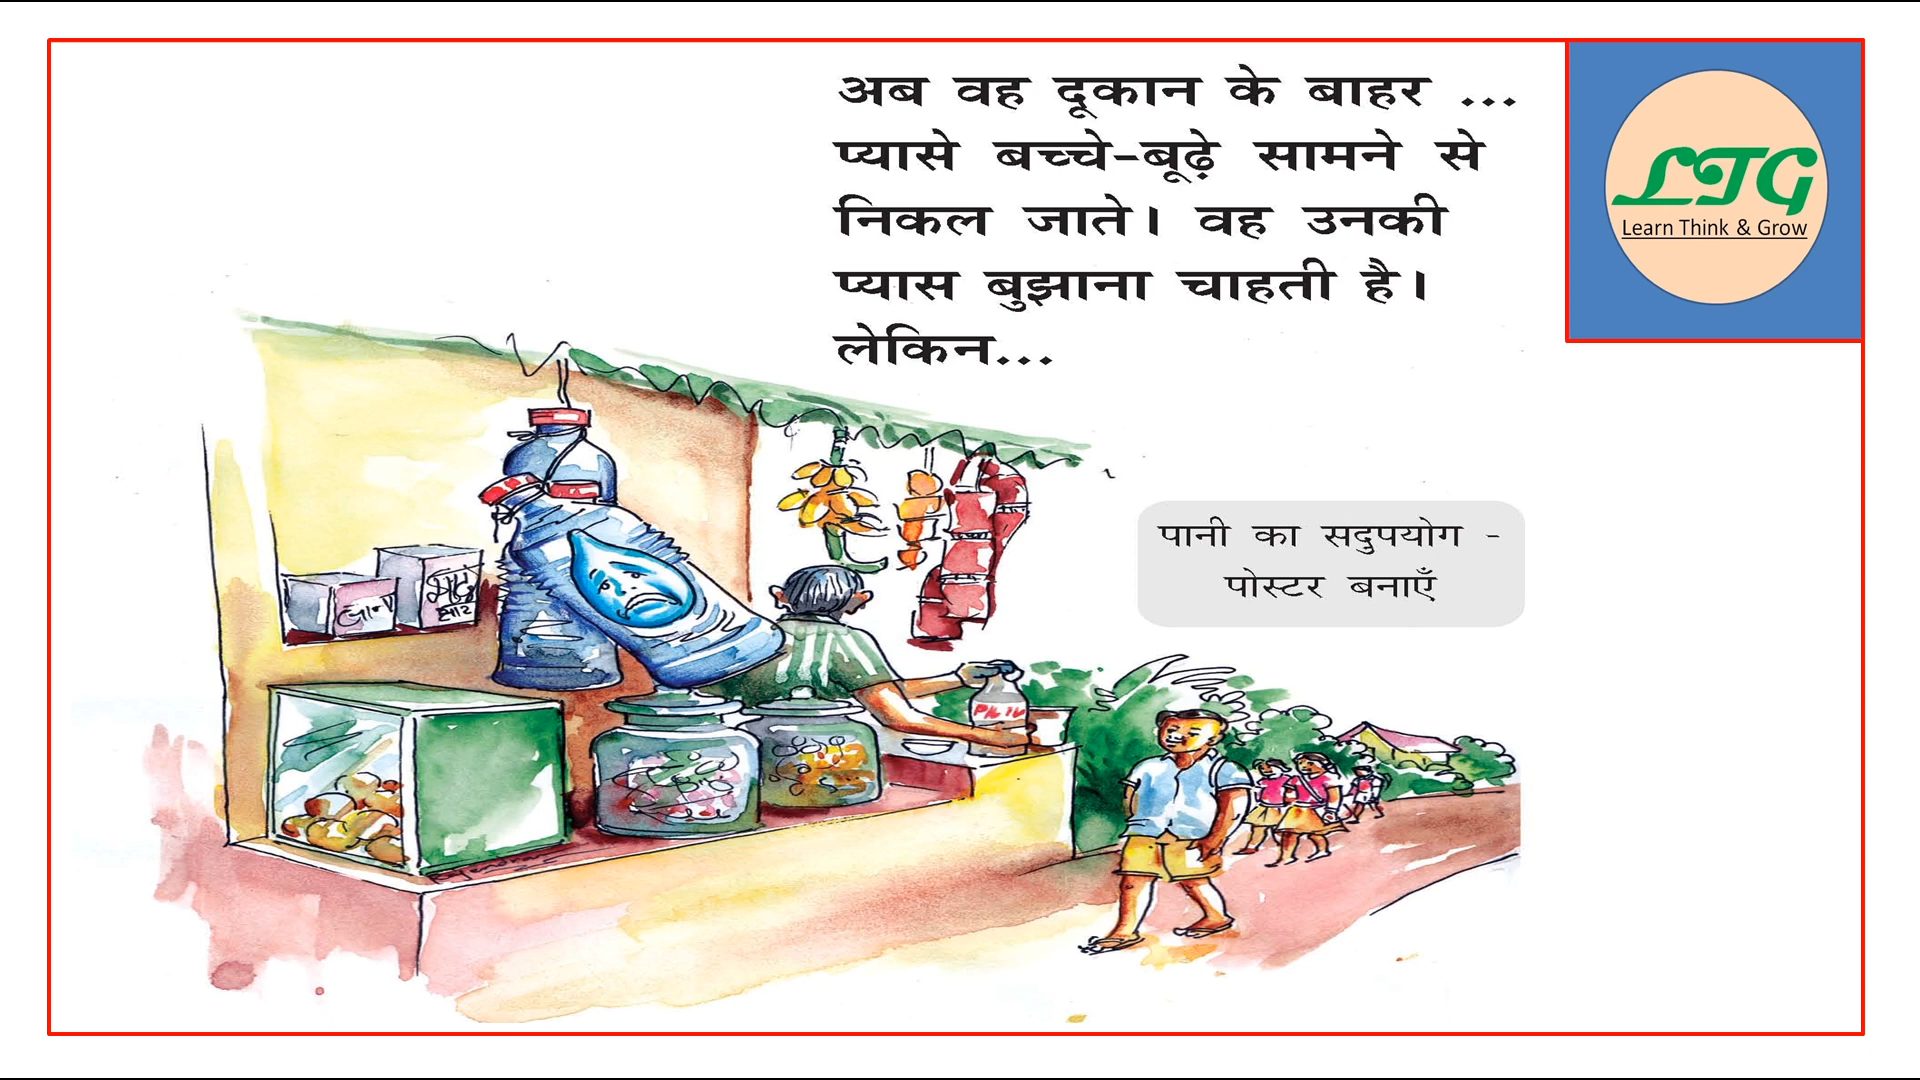 अब वह दूकान के बाहर ...
प्यासे बच्चे-बूढ़े सामने से
निकल जाते। वह उनकी
प्यास बुझाना चाहती है।
लेकिन...
LTG
Learn Think & Grow
पानी का सदुपयोग -
पोस्टर बनाएँ